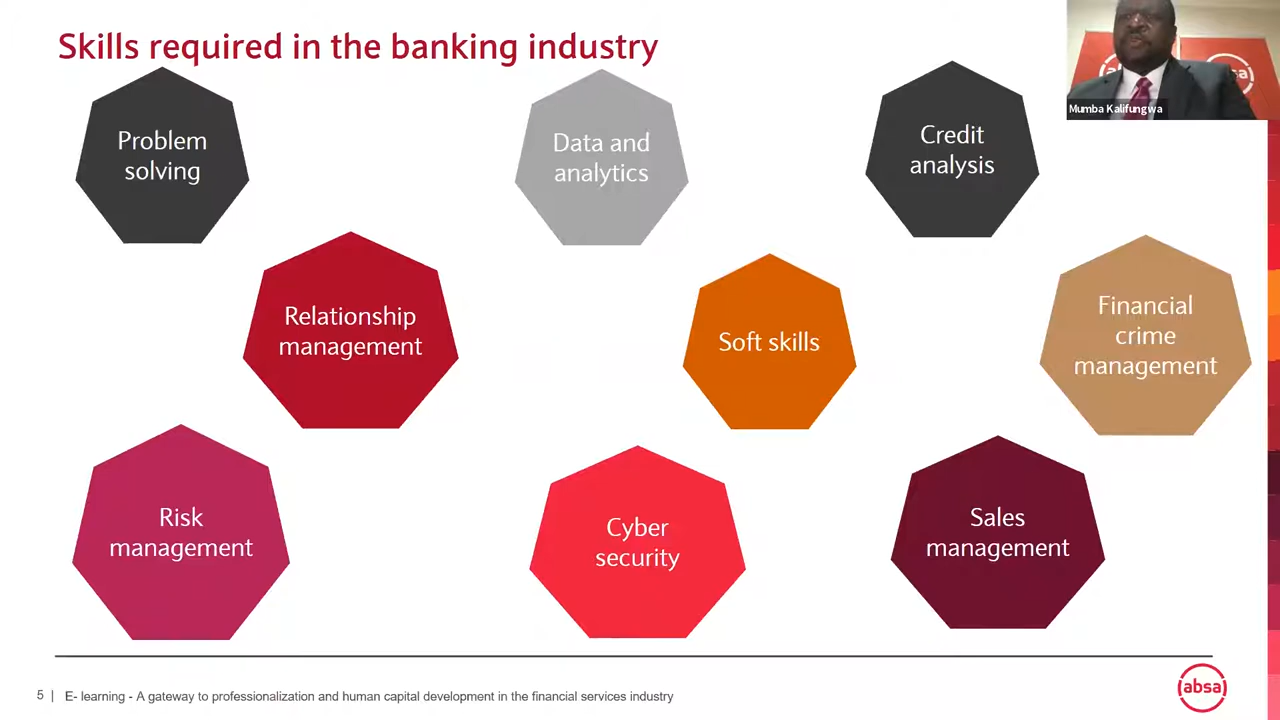 Skills required in the banking industry
absa
Mumba Kalifungwa
Problem
solving
Data and
analytics
Credit
analysis
Relationship
management
Soft skills
Financial
crime
management
Risk
management
Cyber
security
Sales
management
5 | E- learning - A gateway to professionalization and human capital development in the financial services industry
absa